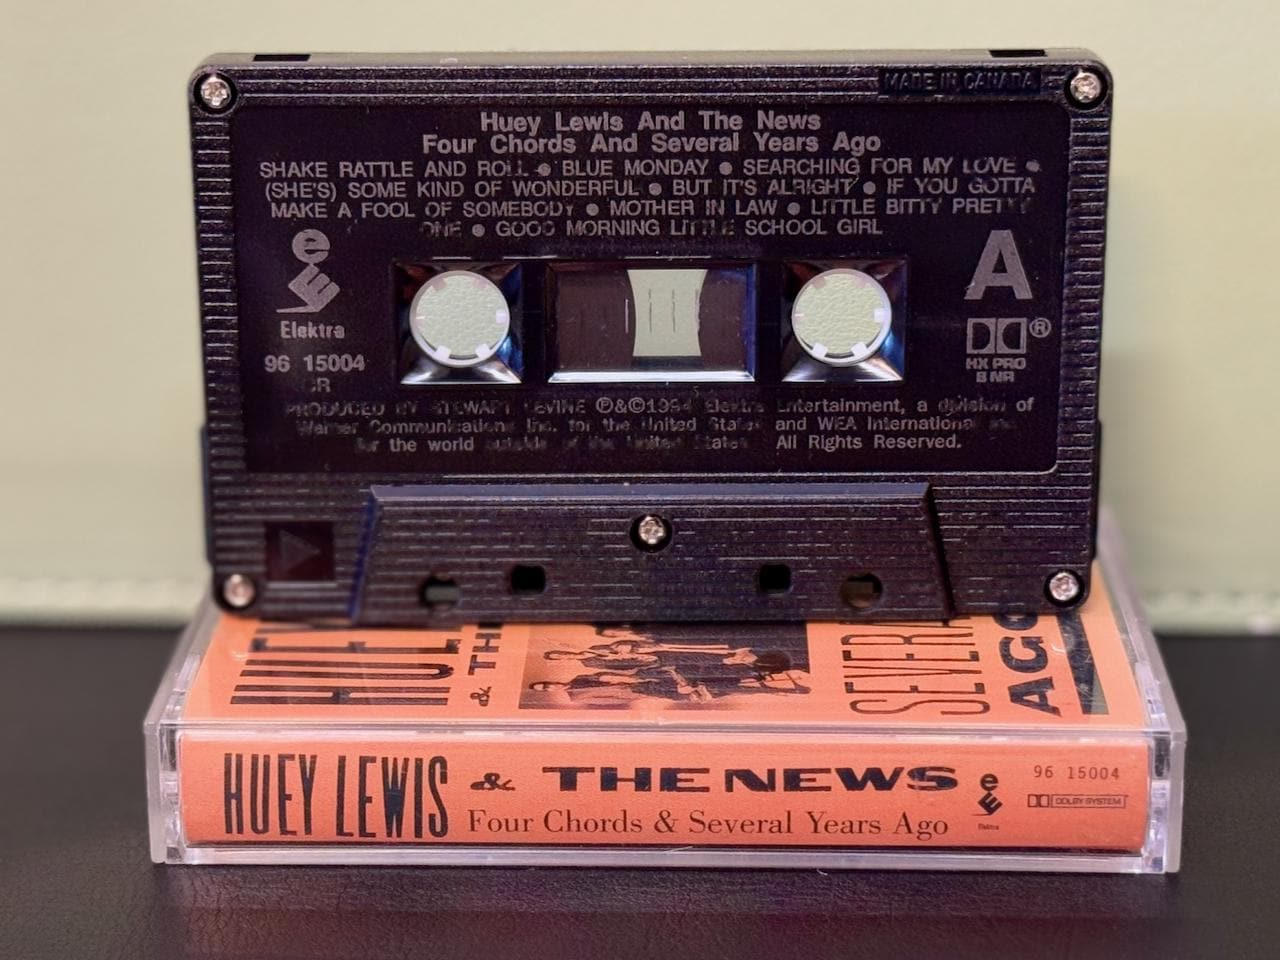 MADE IN CANADA
Huey Lewis And The News
Four Chords And Several Years Ago
SHAKE RATTLE AND ROLL ● BLUE MONDAY ● SEARCHING FOR MY LOVE ●
(SHE'S) SOME KIND OF WONDERFUL ● BUT IT'S ALRIGHT ● IF YOU GOTTA
MAKE A FOOL OF SOMEBODY ● MOTHER IN LAW ● LITTLE BITTY PRETTY
ONE ● GOOD MORNING LITTLE SCHOOL GIRL
Elektra
96 15004
A
HX PRO
B NR
PRODUCED BY STEWART LEVINE ℗&©1994 Elektra Entertainment, a division of
Warner Communications Inc. for the United States and WEA International Inc.
for the world outside of the United States. All Rights Reserved.
HUEY
& THE
SEVERAL
AGO
HUEY LEWIS & THE NEWS
Four Chords & Several Years Ago
Elektra
96 15004
DOLBY SYSTEM